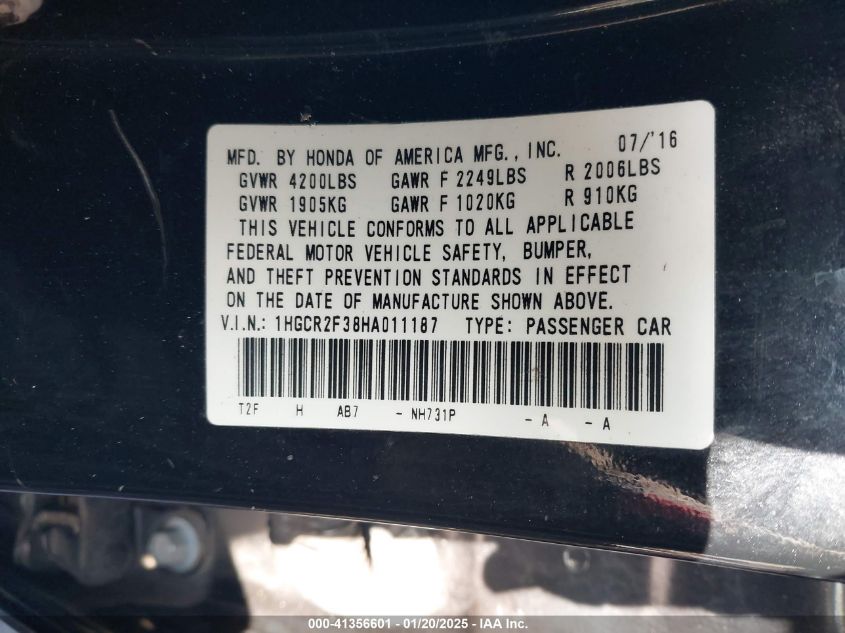 MFD. BY HONDA OF AMERICA MFG., INC. 07/'16
GVWR 4200LBS GAWR F 2249LBS R 2006LBS
GVWR 1905KG GAWR F 1020KG R 910KG
THIS VEHICLE CONFORMS TO ALL APPLICABLE
FEDERAL MOTOR VEHICLE SAFETY, BUMPER,
AND THEFT PREVENTION STANDARDS IN EFFECT
ON THE DATE OF MANUFACTURE SHOWN ABOVE.
V.I.N.: 1HGCR2F38HA011187 TYPE: PASSENGER CAR
T2F H AB7 - NH731P - A - A
000-41356601 - 01/20/2025 - IAA Inc.